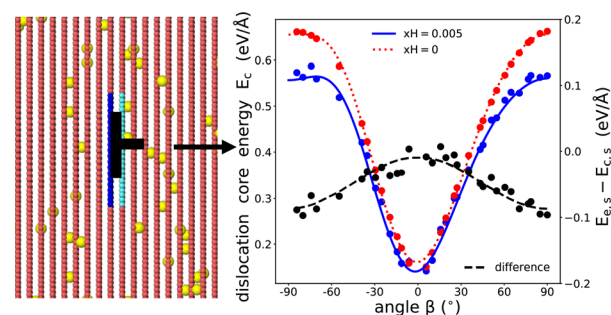 dislocation core energy E_c (eV/Å)
0.6
0.5
0.4
0.3
0.2
xH = 0.005
xH = 0
difference
0.2
0.1
0.0
−0.1
−0.2
E_e,s − E_c,s (eV/Å)
-90 -60 -30 0 30 60 90
angle β (°)